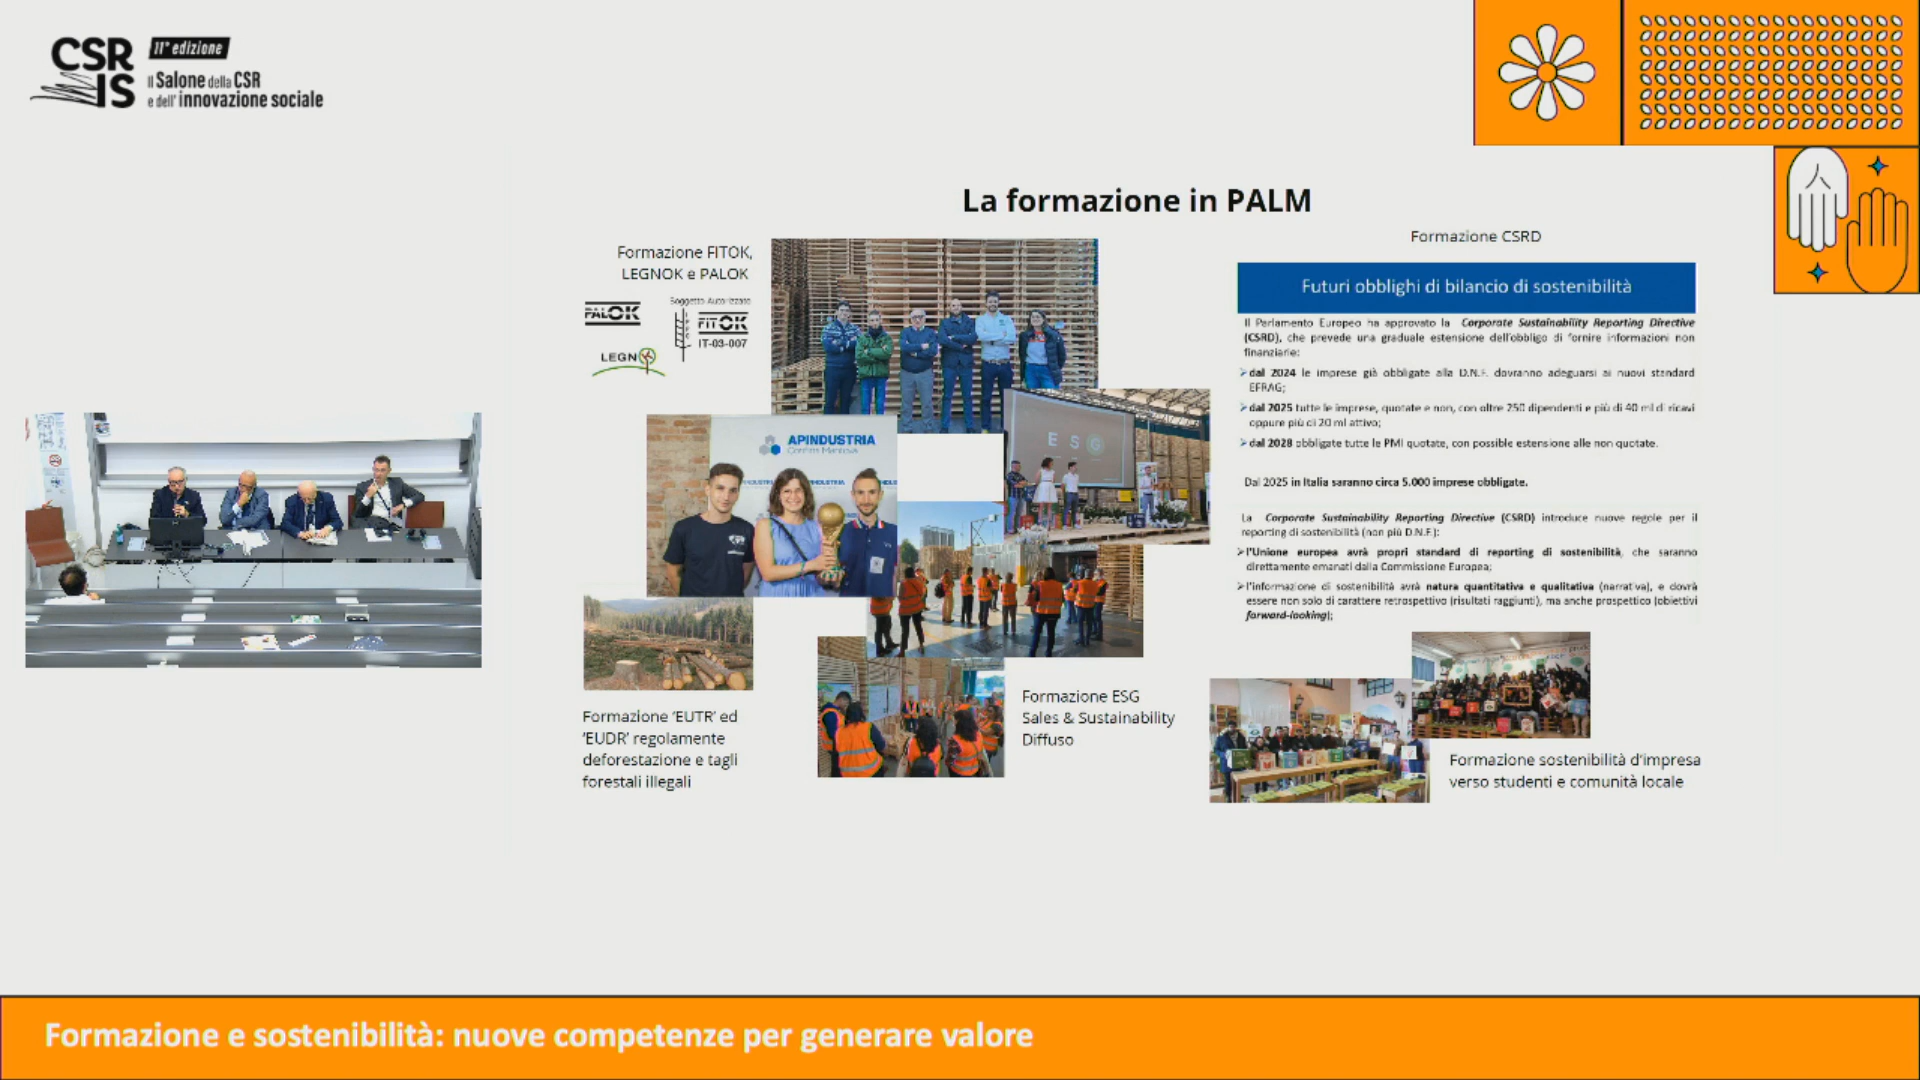 CSR
IS
11° edizione
Il Salone della CSR
e dell' innovazione sociale
La formazione in PALM
Formazione FITOK,
LEGNOK e PALOK
PALOK
Soggetto Autorizzato
FITOK
IT-03-007
LEGN
APINDUSTRIA
Confimi Mantova
E S G
Formazione 'EUTR' ed
'EUDR' regolamente
deforestazione e tagli
forestali illegali
Formazione ESG
Sales & Sustainability
Diffuso
Formazione CSRD
Futuri obblighi di bilancio di sostenibilità
Il Parlamento Europeo ha approvato la Corporate Sustainability Reporting Directive
(CSRD), che prevede una graduale estensione dell'obbligo di fornire informazioni non
finanziarie:
➢dal 2024 le imprese già obbligate alla D.N.F. dovranno adeguarsi ai nuovi standard
EFRAG;
➢dal 2025 tutte le imprese, quotate e non, con oltre 250 dipendenti e più di 40 ml di ricavi
oppure più di 20 ml attivo;
➢dal 2028 obbligate tutte le PMI quotate, con possible estensione alle non quotate.
Dal 2025 in Italia saranno circa 5.000 imprese obbligate.
La Corporate Sustainability Reporting Directive (CSRD) introduce nuove regole per il
reporting di sostenibilità (non più D.N.F.):
➢l'Unione europea avrà propri standard di reporting di sostenibilità, che saranno
direttamente emanati dalla Commissione Europea;
➢l'informazione di sostenibilità avrà natura quantitativa e qualitativa (narrativa), e dovrà
essere non solo di carattere retrospettivo (risultati raggiunti), ma anche prospettico (obiettivi
forward-looking);
Formazione sostenibilità d'impresa
verso studenti e comunità locale
Formazione e sostenibilità: nuove competenze per generare valore